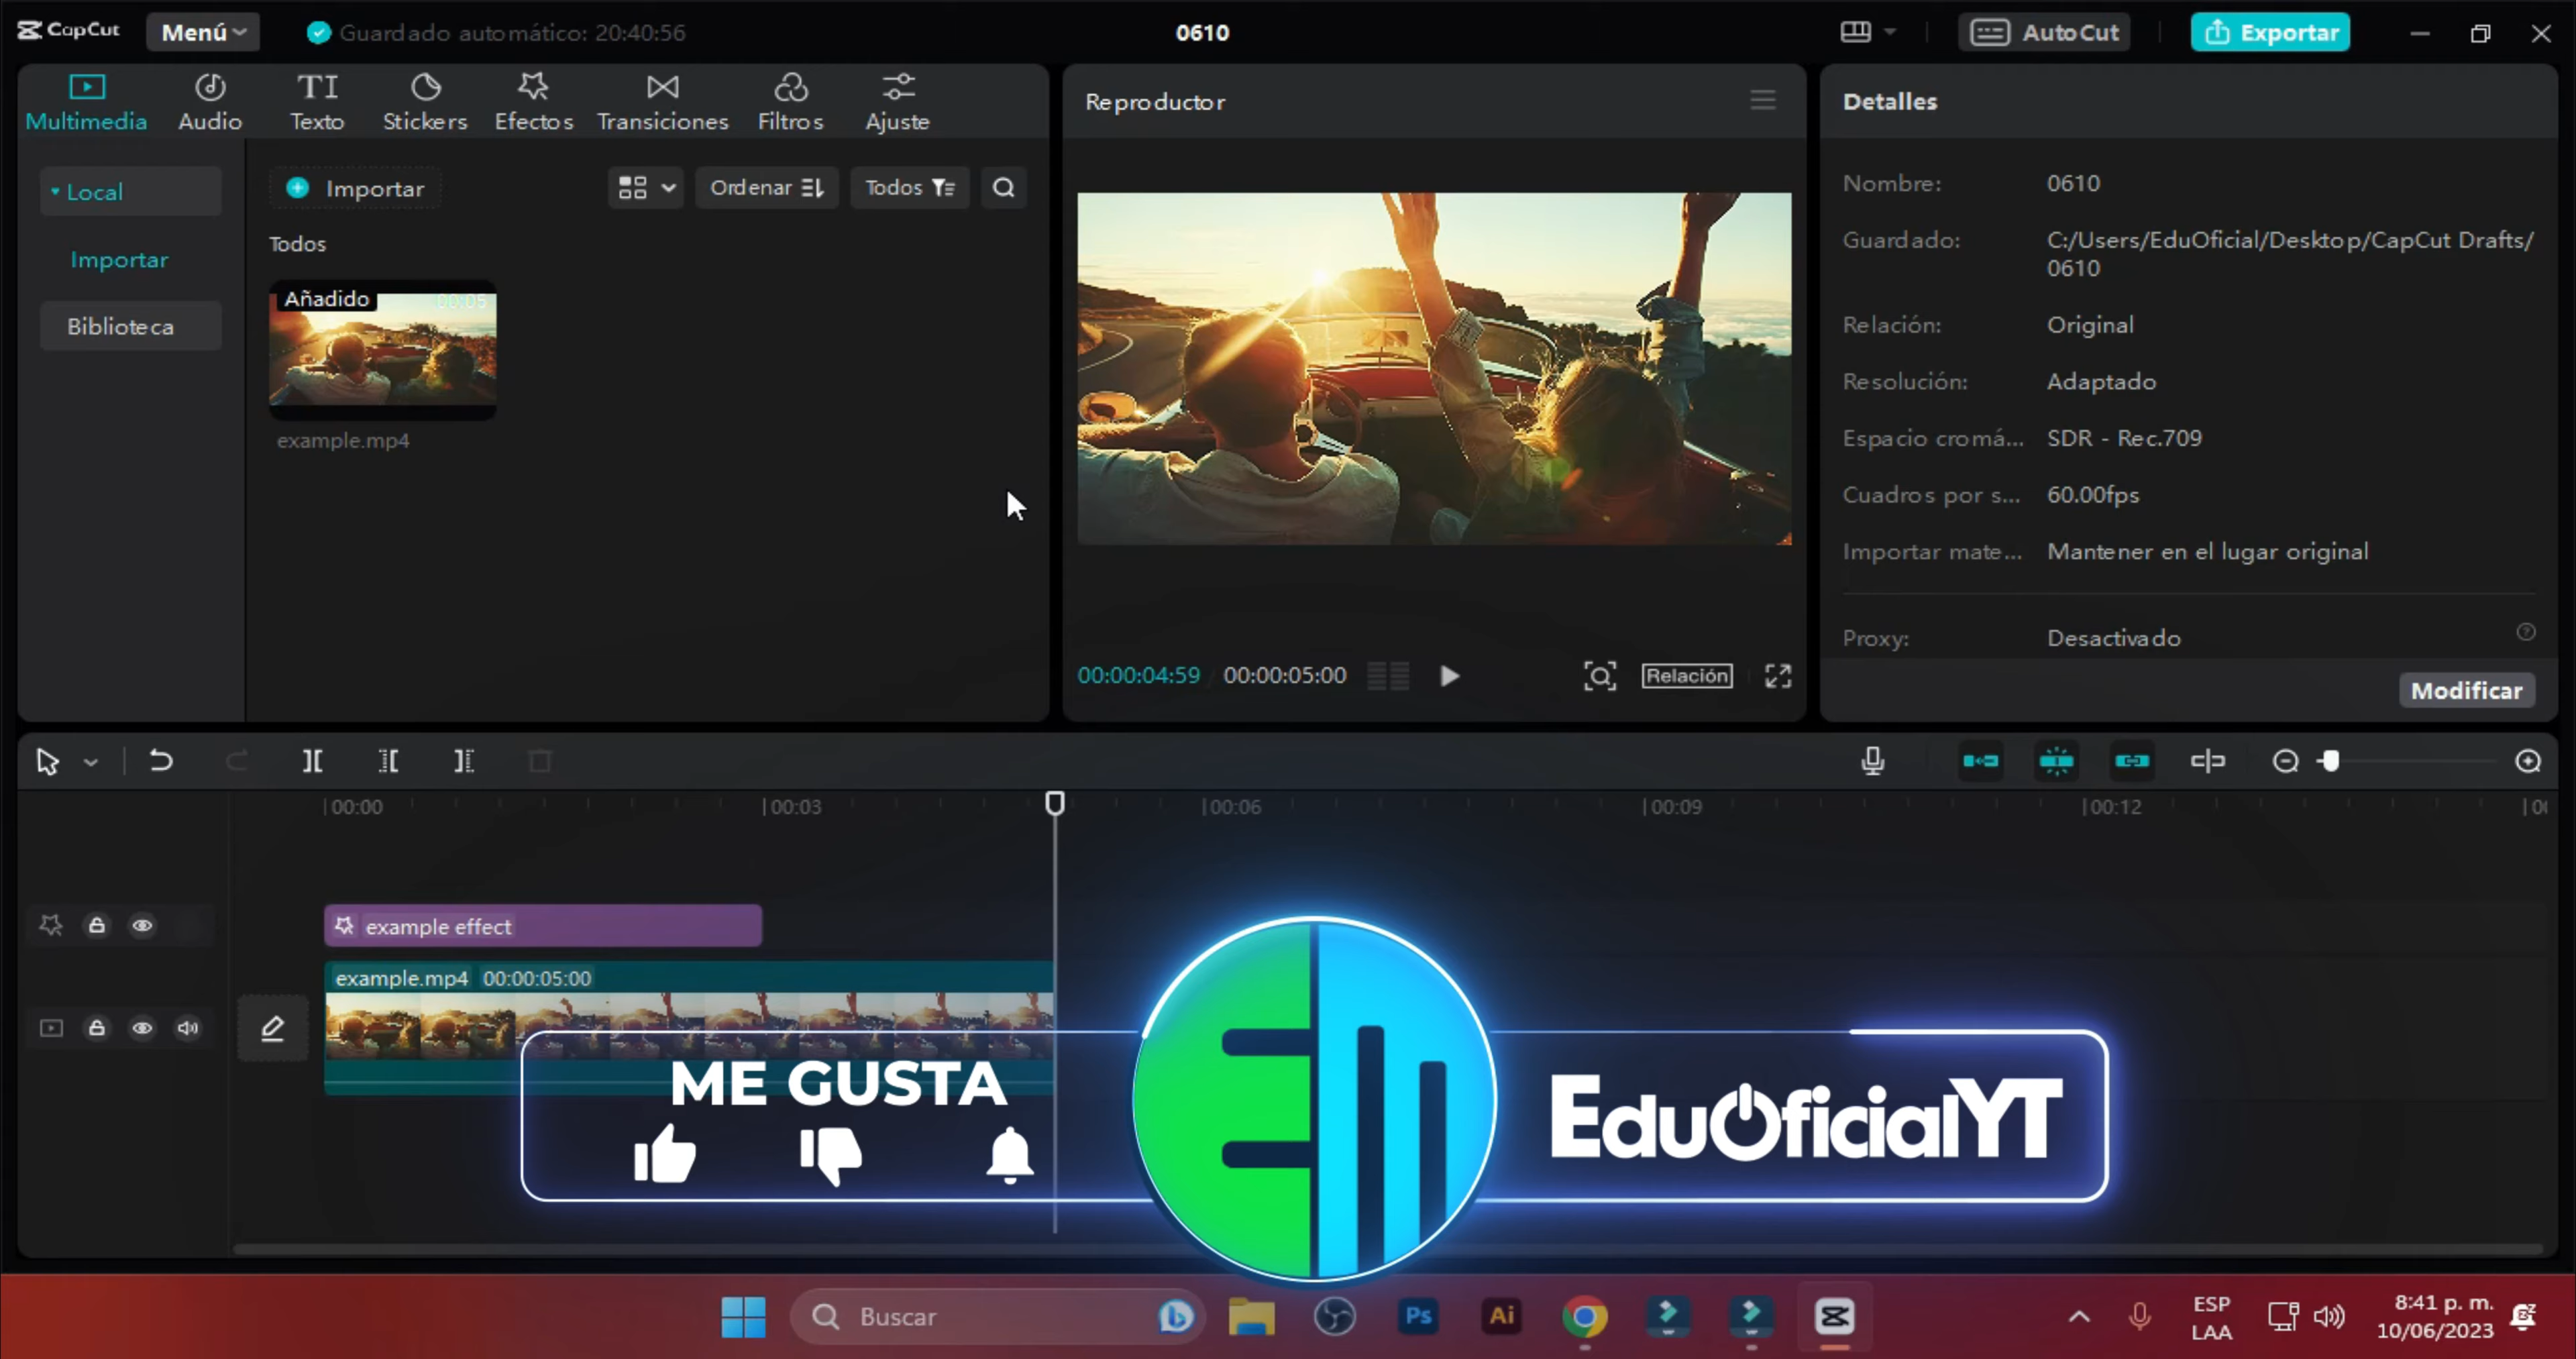 CapCut
Menú
Guardado automático: 20:40:56
0610
AutoCut
Exportar
Multimedia
Audio
Texto
Stickers
Efectos
Transiciones
Filtros
Ajuste
Local
Importar
Biblioteca
Importar
Ordenar
Todos
Todos
Añadido
00:05
example.mp4
Reproductor
00:00:04:59 / 00:00:05:00
Relación
Detalles
Nombre: 0610
Guardado: C:/Users/EduOficial/Desktop/CapCut Drafts/
0610
Relación: Original
Resolución: Adaptado
Espacio cromá... SDR - Rec.709
Cuadros por s... 60.00fps
Importar mate... Mantener en el lugar original
Proxy: Desactivado
Modificar
00:00
00:03
00:06
00:09
00:12
example effect
example.mp4 00:00:05:00
ME GUSTA
EduOficialYT
Buscar
Ps
Ai
ESP
LAA
8:41 p. m.
10/06/2023